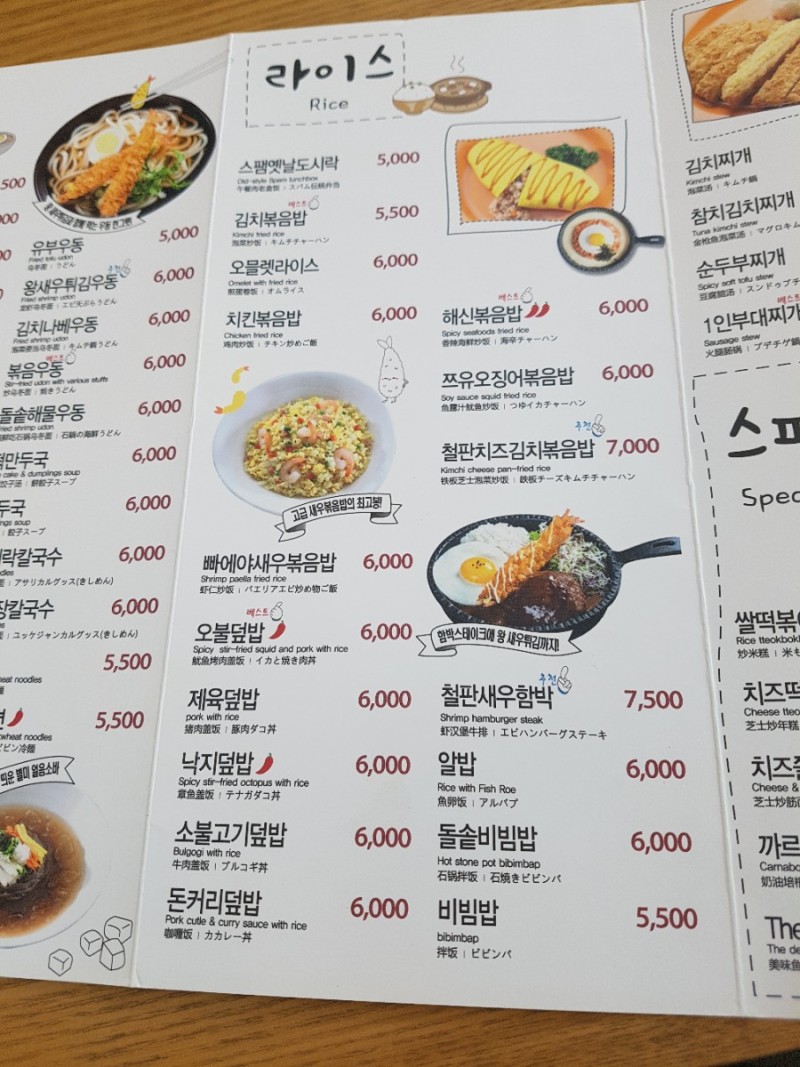 500
유부우동 5,000
Fried tofu udon
乌冬面 | うどん
추천
왕새우튀김우동 6,000
Fried shrimp udon
龙虾乌冬面 | エビ天ぷらうどん
김치나베우동 6,000
Fried shrimp udon
泡菜砂当乌冬面 | キムチ鍋うどん
베스트
볶음우동 6,000
Stir-fried udon with various stuffs
炒乌冬面 | 焼きうどん
돌솥해물우동 6,000
fried shrimp udon
海鲜吃石锅乌冬面 | 石鍋の海鮮うどん
떡만두국 6,000
cake & dumplings soup
餃子スープ
두국 6,000
ings soup
餃子スープ
락칼국수 6,000
アサリカルグッス(きしめん)
장칼국수 6,000
ユッケジャンカルグッス(きしめん)
5,500
heat noodles
면 5,500
kwheat noodles
ビビン冷麺
띄운 별미 얼음소바
라이스
Rice
스팸옛날도시락 5,000
Old-style Spam lunchbox
午餐肉老盒饭 | スパム伝統弁当
베스트
김치볶음밥 5,500
Kimchi fried rice
泡菜炒饭 | キムチチャーハン
오믈렛라이스 6,000
Omelet with fried rice
煎蛋卷饭 | オムライス
치킨볶음밥 6,000
Chicken fried rice
鸡肉炒饭 | チキン炒めご飯
고급 새우볶음밥의 최고봉!
빠에야새우볶음밥 6,000
Shrimp paella fried rice
虾仁炒饭 | パエリアエビ炒め物ご飯
베스트
오불덮밥 6,000
Spicy stir-fried squid and pork with rice
鱿鱼烤肉盖饭 | イカと焼き肉丼
제육덮밥 6,000
pork with rice
猪肉盖饭 | 豚肉ダコ丼
낙지덮밥 6,000
Spicy stir-fried octopus with rice
章鱼盖饭 | テナガダコ丼
소불고기덮밥 6,000
Bulgogi with rice
牛肉盖饭 | プルコギ丼
돈커리덮밥 6,000
Pork cutle & curry sauce with rice
咖喱饭 | カカレー丼
베스트
해신볶음밥 6,000
Spicy seafoods fried rice
香辣海鲜炒饭 | 海辛チャーハン
쯔유오징어볶음밥 6,000
Soy sauce squid fried rice
鱼露汁鱿鱼炒饭 | つゆイカチャーハン
추천
철판치즈김치볶음밥 7,000
Kimchi cheese pan-fried rice
铁板芝士泡菜炒饭 | 鉄板チーズキムチチャーハン
함박스테이크에 왕 새우튀김까지!
추천
철판새우함박 7,500
Shrimp hamburger steak
虾汉堡牛排 | エビハンバーグステーキ
알밥 6,000
Rice with Fish Roe
魚卵饭 | アルバブ
돌솥비빔밥 6,000
Hot stone pot bibimbap
石锅拌饭 | 石焼きビビンバ
비빔밥 5,500
bibimbap
拌饭 | ビビンバ
김치찌개
Kimchi stew
泡菜汤 | キムチ鍋
참치김치찌개
Tuna kimchi stew
金枪鱼泡菜汤 | マグロキム
순두부찌개
Spicy soft tofu stew
豆腐脑汤 | スンドゥブチ
베스트
1인부대찌개
Sausage stew
火腿肠锅 | プデチゲ鍋
스페
Spec
쌀떡볶이
Rice tteokbokk
炒米糕 | 米も
치즈떡
Cheese tteo
芝士炒年糕
치즈쫄
Cheese &
芝士炒筋
까르
Carnabo
奶油培根
The
The de
美味鱼